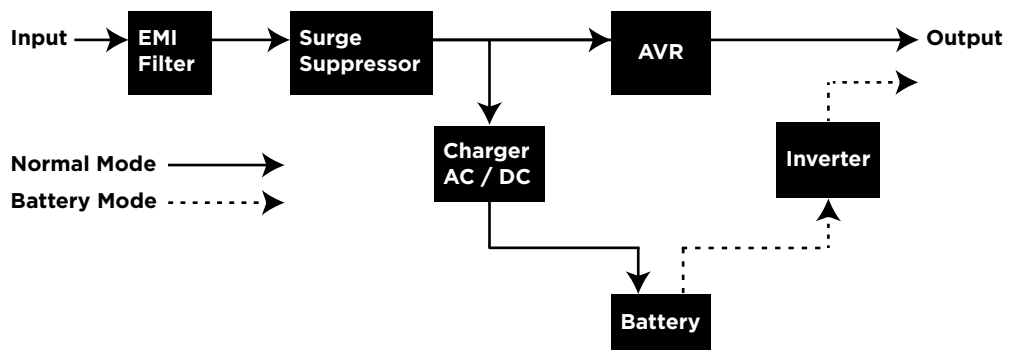 Input
EMI
Filter
Surge
Suppressor
AVR
Output
Charger
AC / DC
Inverter
Normal Mode
Battery Mode
Battery